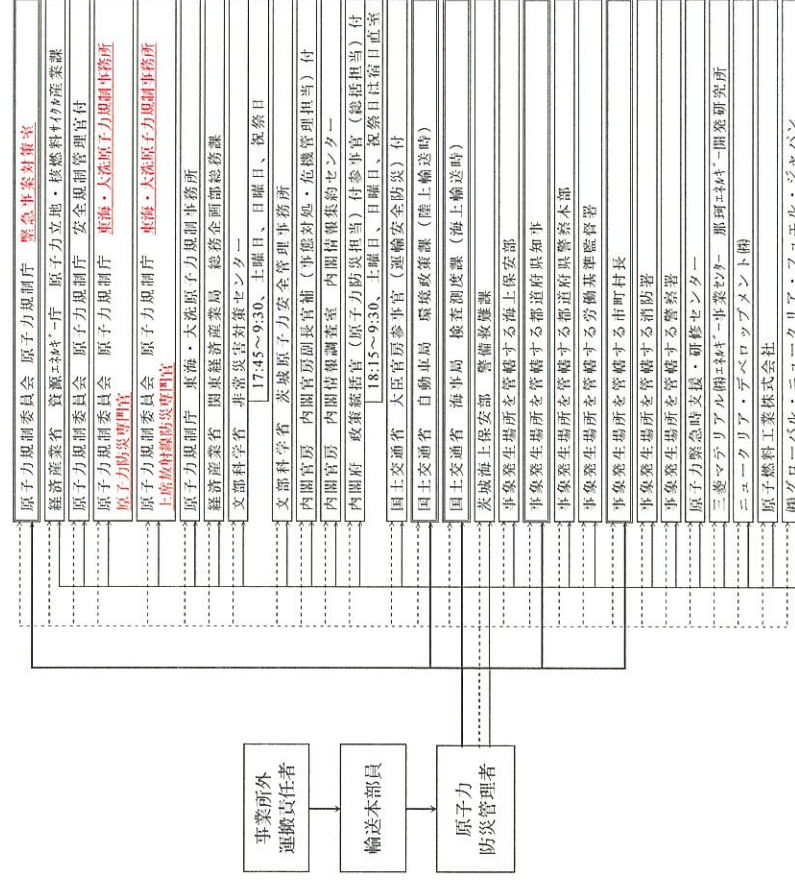 事業所外
運搬責任者
輸送本部員
原子力
防災管理者
原子力規制委員会 原子力規制庁 緊急事案対策室
経済産業省 資源エネルギー庁 原子力立地・核燃料サイクル産業課
原子力規制委員会 原子力規制庁 安全規制管理官付
原子力規制委員会 原子力規制庁 東海・大洗原子力規制事務所
原子力防災専門官
原子力規制委員会 原子力規制庁 東海・大洗原子力規制事務所
上席放射線防災専門官
原子力規制庁 東海・大洗原子力規制事務所
経済産業省 関東経済産業局 総務企画部総務課
文部科学省 非常災害対策センター
17:45～9:30、土曜日、日曜日、祝祭日
文部科学省 茨城原子力安全管理事務所
内閣官房 内閣官房副長官補（事態対処・危機管理担当）付
内閣官房 内閣情報調査室 内閣情報集約センター
内閣府 政策統括官（原子力防災担当）付参事官（総括担当）付
18:15～9:30、土曜日、日曜日、祝祭日は宿日直室
国土交通省 大臣官房参事官（運輸安全防災）付
国土交通省 自動車局 環境政策課（陸上輸送時）
国土交通省 海事局 検査測度課（海上輸送時）
茨城海上保安部 警備救難課
事象発生場所を管轄する海上保安部
事象発生場所を管轄する都道府県知事
事象発生場所を管轄する都道府県警察本部
事象発生場所を管轄する労働基準監督署
事象発生場所を管轄する市町村長
事象発生場所を管轄する消防署
事象発生場所を管轄する警察署
原子力緊急時支援・研修センター
三菱マテリアル㈱エネルギー事業センター 那珂エネルギー開発研究所
ニュークリア・デベロップメント㈱
原子燃料工業株式会社
㈱グローバル・ニュークリア・フュエル・ジャパン